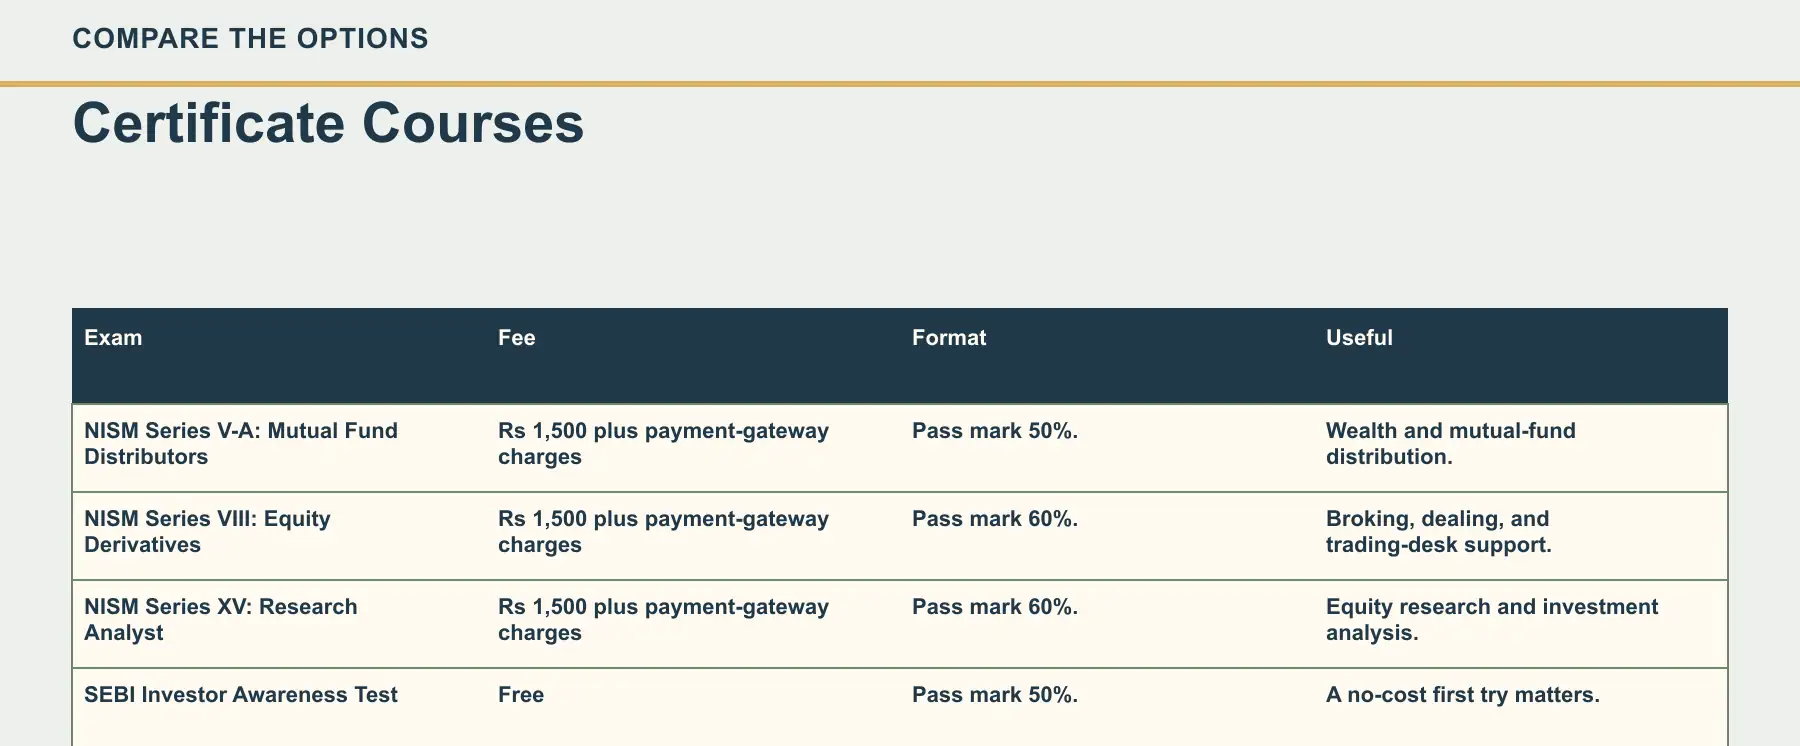 COMPARE THE OPTIONS
Certificate Courses
Exam Fee Format Useful
NISM Series V-A: Mutual Fund Rs 1,500 plus payment-gateway Pass mark 50%. Wealth and mutual-fund
Distributors charges distribution.
NISM Series VIII: Equity Rs 1,500 plus payment-gateway Pass mark 60%. Broking, dealing, and
Derivatives charges trading-desk support.
NISM Series XV: Research Rs 1,500 plus payment-gateway Pass mark 60%. Equity research and investment
Analyst charges analysis.
SEBI Investor Awareness Test Free Pass mark 50%. A no-cost first try matters.